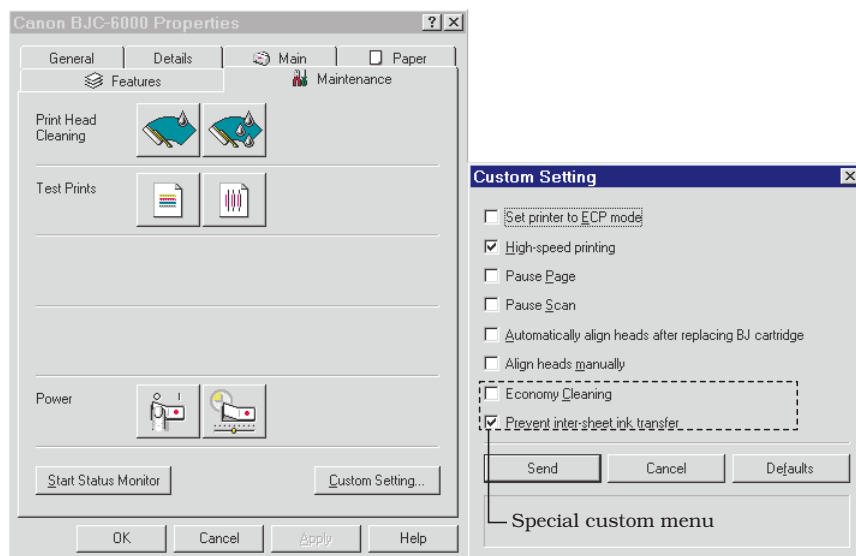 Canon BJC-6000 Properties
General Details Main Paper
Features Maintenance
Print Head
Cleaning
Test Prints
Power
Start Status Monitor Custom Setting...
OK Cancel Apply Help
Custom Setting
Set printer to ECP mode
High-speed printing
Pause Page
Pause Scan
Automatically align heads after replacing BJ cartridge
Align heads manually
Economy Cleaning
Prevent inter-sheet ink transfer
Send Cancel Defaults
Special custom menu